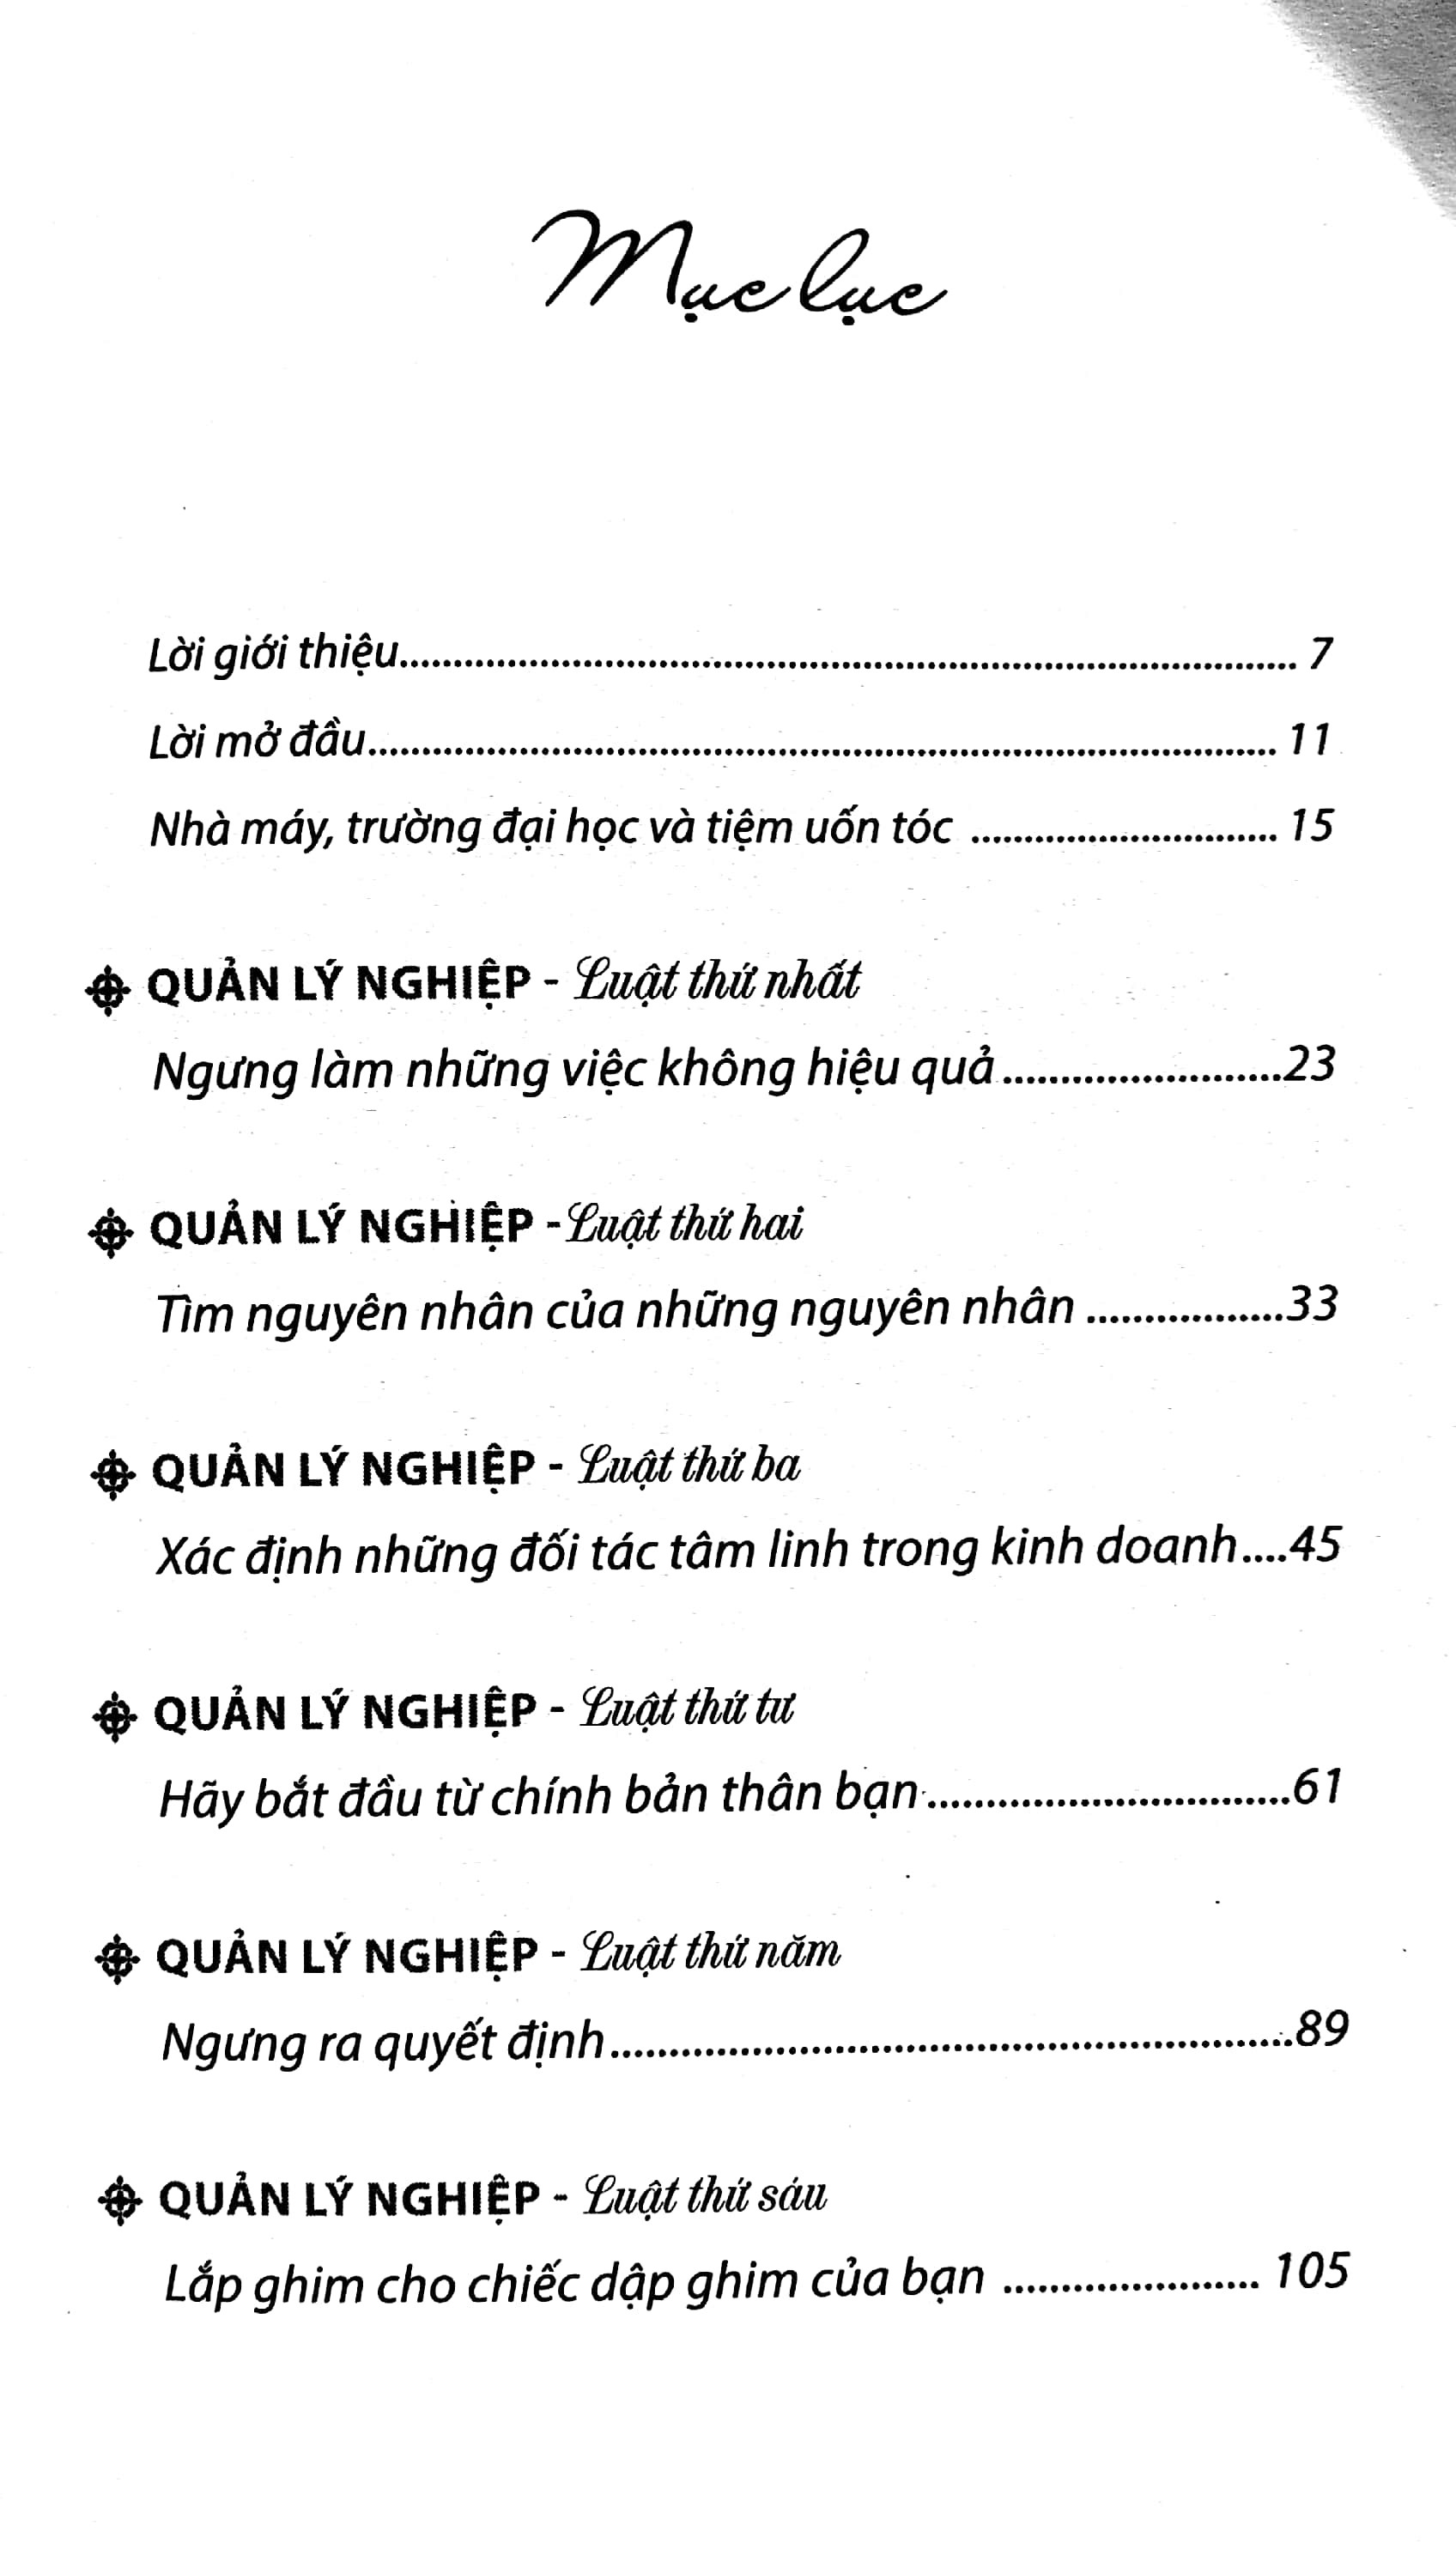 Mục lục
Lời giới thiệu.................................................................................... 7
Lời mở đầu..................................................................................... 11
Nhà máy, trường đại học và tiệm uốn tóc ............................. 15
QUẢN LÝ NGHIỆP - Luật thứ nhất
Ngưng làm những việc không hiệu quả........................23
QUẢN LÝ NGHIỆP -Luật thứ hai
Tìm nguyên nhân của những nguyên nhân .................33
QUẢN LÝ NGHIỆP - Luật thứ ba
Xác định những đối tác tâm linh trong kinh doanh....45
QUẢN LÝ NGHIỆP - Luật thứ tư
Hãy bắt đầu từ chính bản thân bạn...............................61
QUẢN LÝ NGHIỆP - Luật thứ năm
Ngưng ra quyết định..........................................................89
QUẢN LÝ NGHIỆP - Luật thứ sáu
Lắp ghim cho chiếc dập ghim của bạn ...................... 105